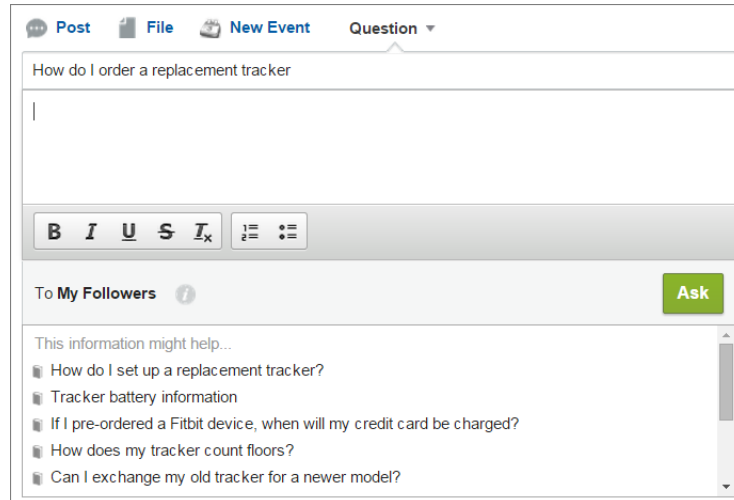 Post File New Event Question
How do I order a replacement tracker
B I U S Tx
To My Followers Ask
This information might help...
How do I set up a replacement tracker?
Tracker battery information
If I pre-ordered a Fitbit device, when will my credit card be charged?
How does my tracker count floors?
Can I exchange my old tracker for a newer model?